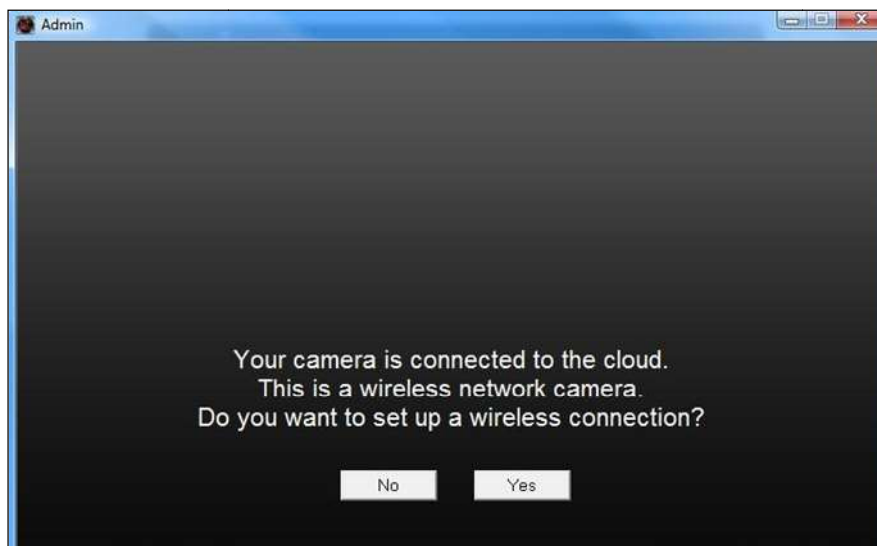 Admin
Your camera is connected to the cloud.
This is a wireless network camera.
Do you want to set up a wireless connection?
No
Yes